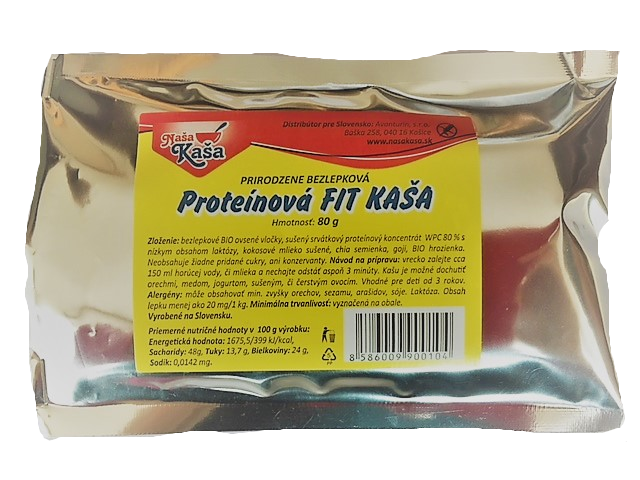 Naša
Kaša
Distribútor pre Slovensko: Avanturin, s.r.o.
Baška 258, 040 18 Košice
www.nasakasa.sk
PRIRODZENE BEZLEPKOVÁ
Proteínová FIT KAŠA
Hmotnosť: 80 g
Zloženie: bezlepkové BIO ovsené vločky, sušený srvátkový proteínový koncentrát WPC 80 % s
nízkym obsahom laktózy, kokosové mlieko sušené, chia semienka, goji, BIO hrozienka.
Neobsahuje žiadne pridané cukry, ani konzervanty. Návod na prípravu: vrecko zalejte cca
150 ml horúcej vody, či mlieka a nechajte odstáť aspoň 3 minúty. Kašu je možné dochutiť
orechmi, medom, jogurtom, sušeným, či čerstvým ovocím. Vhodné pre deti od 3 rokov.
Alergény: môže obsahovať min. zvyšky orechov, sezamu, arašidov, sóje. Laktóza. Obsah
lepku menej ako 20 mg/1 kg. Minimálna trvanlivosť: vyznačená na obale.
Vyrobené na Slovensku.
Priemerné nutričné hodnoty v 100 g výrobku:
Energetická hodnota: 1675,5/399 kJ/kcal,
Sacharidy: 48g, Tuky: 13,7 g, Bielkoviny: 24 g,
Sodík: 0,0142 mg.
PP
8 586009 900104